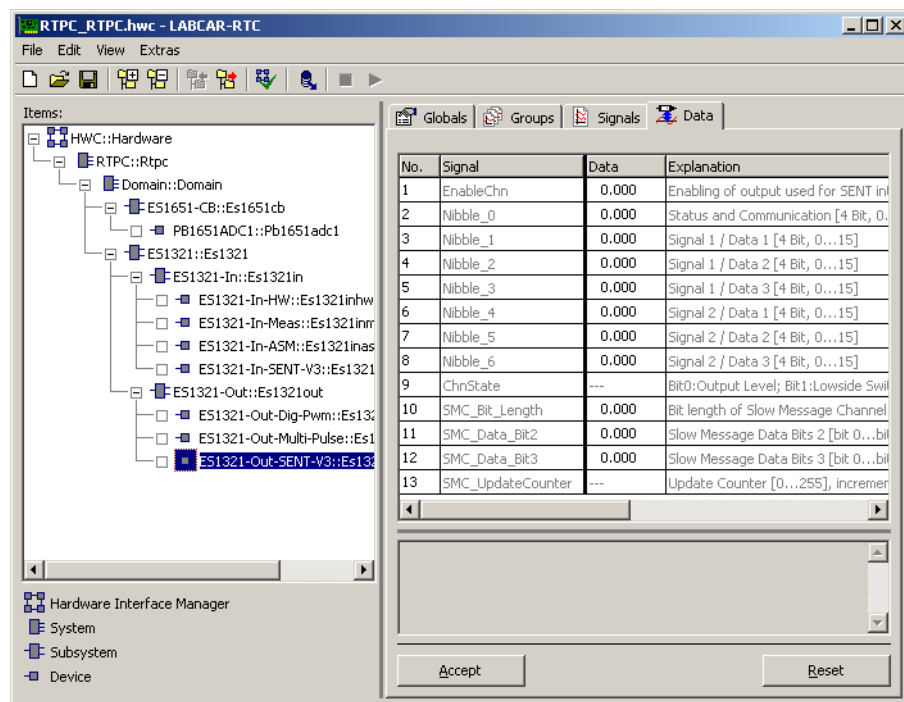 RTPC_RTPC.hwc - LABCAR-RTC
File Edit View Extras
Items:
HWC::Hardware
RTPC::Rtpc
Domain::Domain
ES1651-CB::Es1651cb
PB1651ADC1::Pb1651adc1
ES1321::Es1321
ES1321-In::Es1321in
ES1321-In-HW::Es1321inhw
ES1321-In-Meas::Es1321inm
ES1321-In-ASM::Es1321inas
ES1321-In-SENT-V3::Es1321
ES1321-Out::Es1321out
ES1321-Out-Dig-Pwm::Es132
ES1321-Out-Multi-Pulse::Es1
ES1321-Out-SENT-V3::Es132
Hardware Interface Manager
System
Subsystem
Device
Globals Groups Signals Data
No. Signal Data Explanation
1 EnableChn 0.000 Enabling of output used for SENT in
2 Nibble_0 0.000 Status and Communication [4 Bit, 0.
3 Nibble_1 0.000 Signal 1 / Data 1 [4 Bit, 0...15]
4 Nibble_2 0.000 Signal 1 / Data 2 [4 Bit, 0...15]
5 Nibble_3 0.000 Signal 1 / Data 3 [4 Bit, 0...15]
6 Nibble_4 0.000 Signal 2 / Data 1 [4 Bit, 0...15]
7 Nibble_5 0.000 Signal 2 / Data 2 [4 Bit, 0...15]
8 Nibble_6 0.000 Signal 2 / Data 3 [4 Bit, 0...15]
9 ChnState --- Bit0:Output Level; Bit1:Lowside Swi
10 SMC_Bit_Length 0.000 Bit length of Slow Message Channel
11 SMC_Data_Bit2 0.000 Slow Message Data Bits 2 [bit 0...bi
12 SMC_Data_Bit3 0.000 Slow Message Data Bits 3 [bit 0...bi
13 SMC_UpdateCounter --- Update Counter [0...255], incremen
Accept Reset